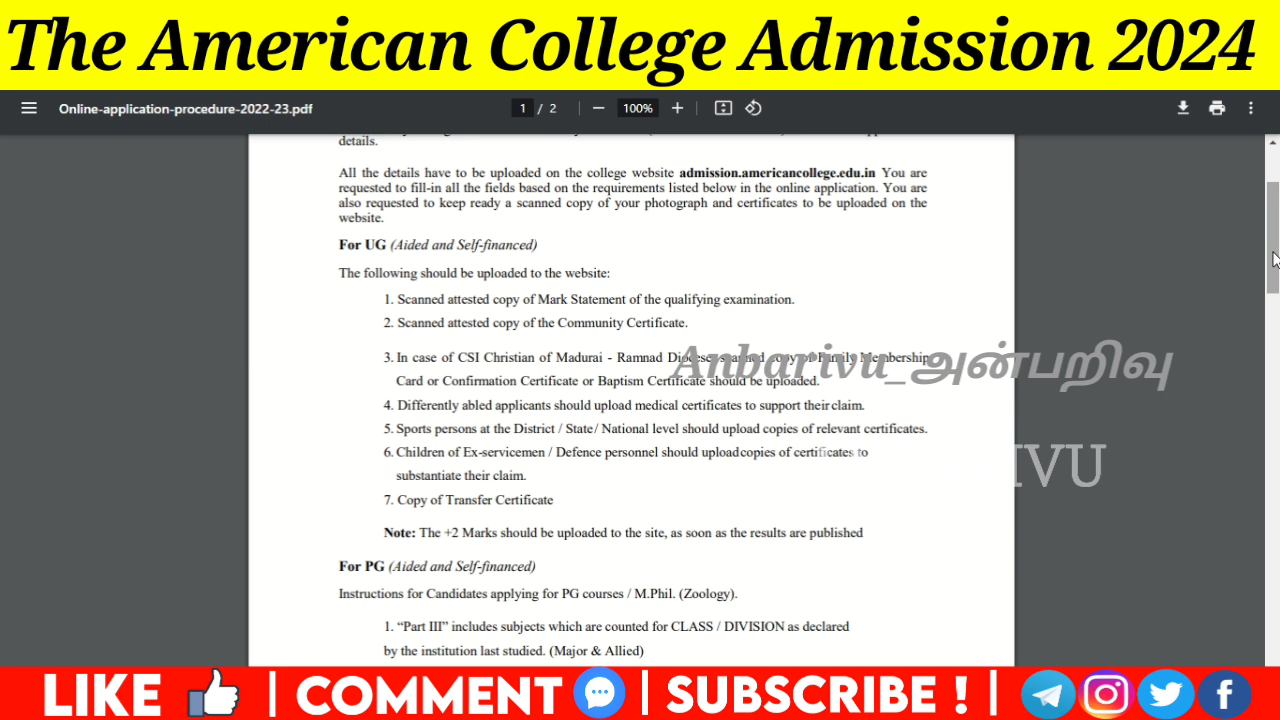 The American College Admission 2024
Online-application-procedure-2022-23.pdf
1 / 2
100%
details.
All the details have to be uploaded on the college website admission.americancollege.edu.in You are
requested to fill-in all the fields based on the requirements listed below in the online application. You are
also requested to keep ready a scanned copy of your photograph and certificates to be uploaded on the
website.
For UG (Aided and Self-financed)
The following should be uploaded to the website:
1. Scanned attested copy of Mark Statement of the qualifying examination.
2. Scanned attested copy of the Community Certificate.
3. In case of CSI Christian of Madurai - Ramnad Diocese, scanned copy of Family Membership
Card or Confirmation Certificate or Baptism Certificate should be uploaded.
Anbarivu_அன்பறிவு
4. Differently abled applicants should upload medical certificates to support their claim.
5. Sports persons at the District / State/ National level should upload copies of relevant certificates.
6. Children of Ex-servicemen / Defence personnel should upload copies of certificates to
IVU
substantiate their claim.
7. Copy of Transfer Certificate
Note: The +2 Marks should be uploaded to the site, as soon as the results are published
For PG (Aided and Self-financed)
Instructions for Candidates applying for PG courses / M.Phil. (Zoology).
1. “Part III” includes subjects which are counted for CLASS / DIVISION as declared
by the institution last studied. (Major & Allied)
LIKE | COMMENT | SUBSCRIBE ! |